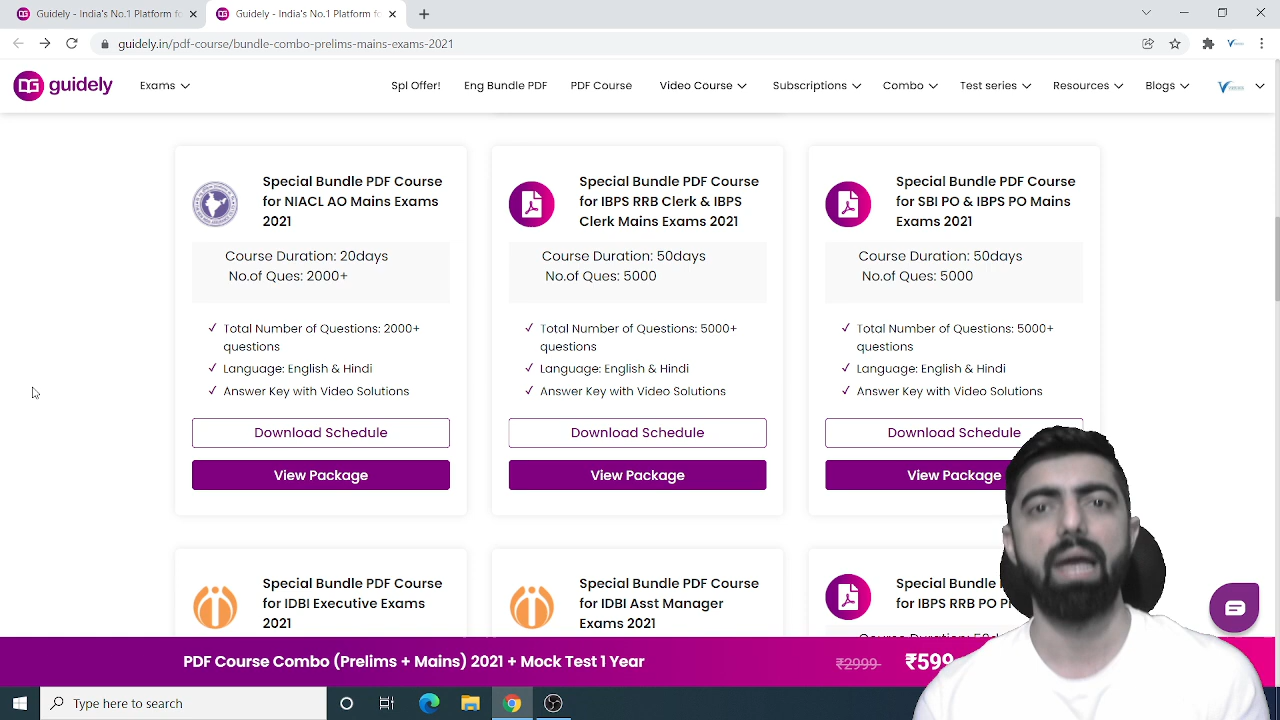 Guidely - India's No.1 Platform fo
Guidely - India's No.1 Platform fo
guidely.in/pdf-course/bundle-combo-prelims-mains-exams-2021
guidely
Exams
Spl Offer!
Eng Bundle PDF
PDF Course
Video Course
Subscriptions
Combo
Test series
Resources
Blogs
Special Bundle PDF Course
for NIACL AO Mains Exams
2021
Course Duration: 20days
No.of Ques: 2000+
✓ Total Number of Questions: 2000+
questions
✓ Language: English & Hindi
✓ Answer Key with Video Solutions
Download Schedule
View Package
Special Bundle PDF Course
for IBPS RRB Clerk & IBPS
Clerk Mains Exams 2021
Course Duration: 50days
No.of Ques: 5000
✓ Total Number of Questions: 5000+
questions
✓ Language: English & Hindi
✓ Answer Key with Video Solutions
Download Schedule
View Package
Special Bundle PDF Course
for SBI PO & IBPS PO Mains
Exams 2021
Course Duration: 50days
No.of Ques: 5000
✓ Total Number of Questions: 5000+
questions
✓ Language: English & Hindi
✓ Answer Key with Video Solutions
Download Schedule
View Package
Special Bundle PDF Course
for IDBI Executive Exams
2021
Special Bundle PDF Course
for IDBI Asst Manager
Exams 2021
Special Bundle
for IBPS RRB PO
PDF Course Combo (Prelims + Mains) 2021 + Mock Test 1 Year
₹2999
₹599
Type here to search